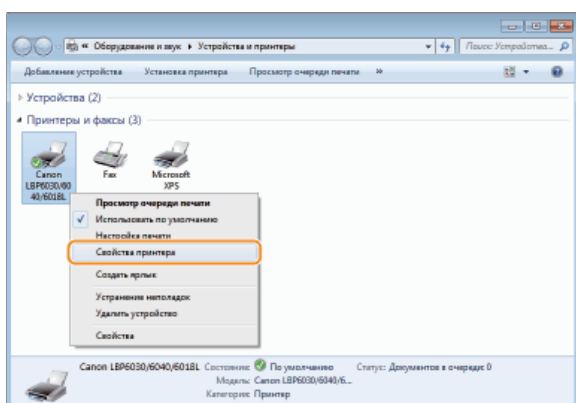 « Оборудование и звук ▸ Устройства и принтеры
Поиск: Устройства...
Добавление устройства Установка принтера Просмотр очереди печати »
Устройства (2)
Принтеры и факсы (3)
Canon LBP6030/60 40/6018L
Fax
Microsoft XPS
Просмотр очереди печати
Использовать по умолчанию
Настройка печати
Свойства принтера
Создать ярлык
Устранение неполадок
Удалить устройство
Свойства
Canon LBP6030/6040/6018L Состояние: По умолчанию Статус: Документов в очереди: 0
Модель: Canon LBP6030/6040/6...
Категория: Принтер